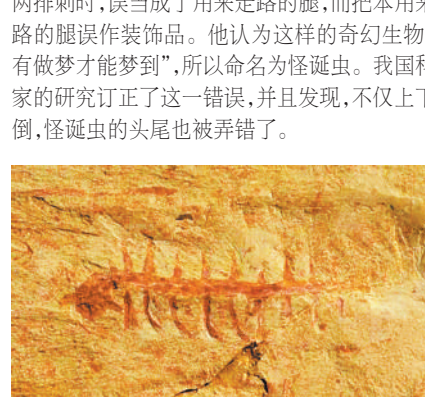 两排刺时,误当成了用来走路的腿,而把本用来
路的腿误作装饰品。他认为这样的奇幻生物
有做梦才能梦到”,所以命名为怪诞虫。我国科
家的研究订正了这一错误,并且发现,不仅上下
倒,怪诞虫的头尾也被弄错了。